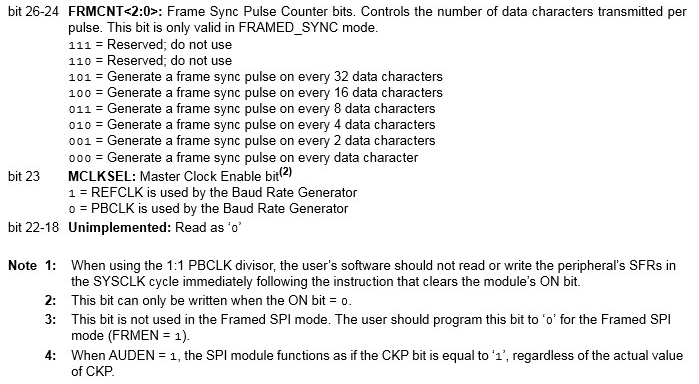 bit 26-24 FRMCNT<2:0>: Frame Sync Pulse Counter bits. Controls the number of data characters transmitted per
pulse. This bit is only valid in FRAMED_SYNC mode.
111 = Reserved; do not use
110 = Reserved; do not use
101 = Generate a frame sync pulse on every 32 data characters
100 = Generate a frame sync pulse on every 16 data characters
011 = Generate a frame sync pulse on every 8 data characters
010 = Generate a frame sync pulse on every 4 data characters
001 = Generate a frame sync pulse on every 2 data characters
000 = Generate a frame sync pulse on every data character
bit 23 MCLKSEL: Master Clock Enable bit(2)
1 = REFCLK is used by the Baud Rate Generator
0 = PBCLK is used by the Baud Rate Generator
bit 22-18 Unimplemented: Read as ‘0’
Note 1: When using the 1:1 PBCLK divisor, the user’s software should not read or write the peripheral’s SFRs in
the SYSCLK cycle immediately following the instruction that clears the module’s ON bit.
2: This bit can only be written when the ON bit = 0.
3: This bit is not used in the Framed SPI mode. The user should program this bit to ‘0’ for the Framed SPI
mode (FRMEN = 1).
4: When AUDEN = 1, the SPI module functions as if the CKP bit is equal to ‘1’, regardless of the actual value
of CKP.